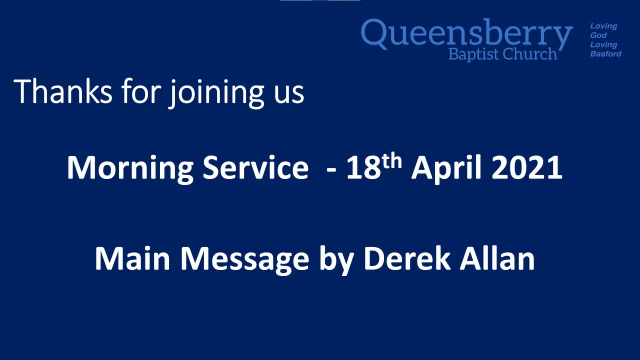 Queensberry
Baptist Church
Loving
God
Loving
Basford
Thanks for joining us
Morning Service - 18th April 2021
Main Message by Derek Allan